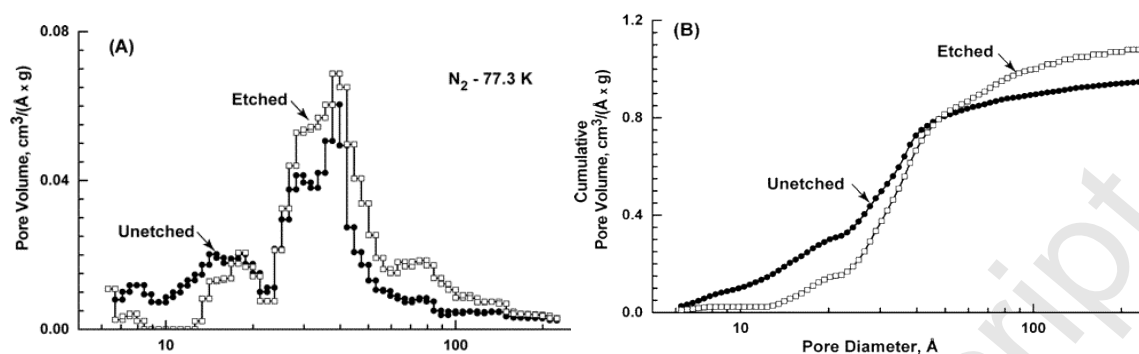 (A)
N2 - 77.3 K
Etched
Unetched
Pore Volume, cm3/(Å x g)
0.08
0.04
0.00
10
100
(B)
Etched
Unetched
Cumulative
Pore Volume, cm3/(Å x g)
1.2
0.8
0.4
0.0
10
100
Pore Diameter, Å
cript